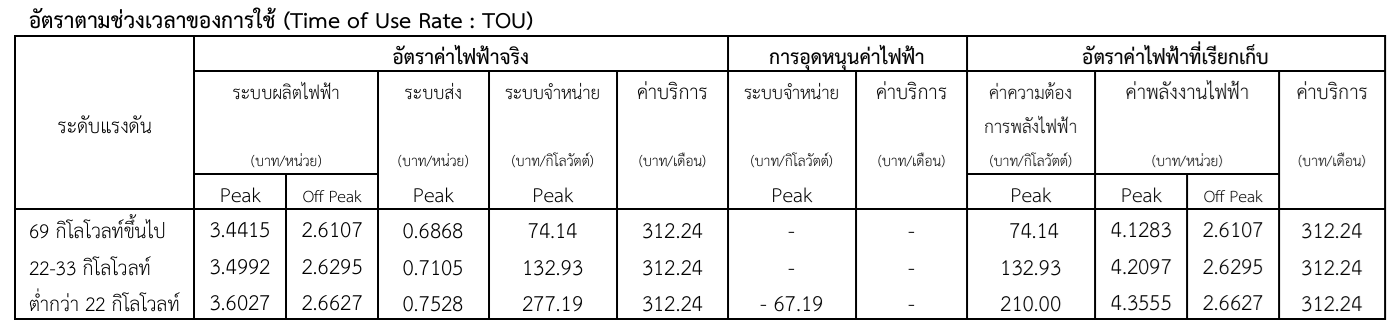 อัตราตามช่วงเวลาของการใช้ (Time of Use Rate : TOU)
ระดับแรงดัน อัตราค่าไฟฟ้าจริง การอุดหนุนค่าไฟฟ้า อัตราค่าไฟฟ้าที่เรียกเก็บ
ระบบผลิตไฟฟ้า ระบบส่ง ระบบจำหน่าย ค่าบริการ ระบบจำหน่าย ค่าบริการ ค่าความต้อง ค่าพลังงานไฟฟ้า ค่าบริการ
การพลังไฟฟ้า
(บาท/หน่วย) (บาท/หน่วย) (บาท/กิโลวัตต์) (บาท/เดือน) (บาท/กิโลวัตต์) (บาท/เดือน) (บาท/กิโลวัตต์) (บาท/หน่วย) (บาท/เดือน)
Peak Off Peak Peak Peak Peak Peak Peak Off Peak
69 กิโลโวลท์ขึ้นไป 3.4415 2.6107 0.6868 74.14 312.24 - - 74.14 4.1283 2.6107 312.24
22-33 กิโลโวลท์ 3.4992 2.6295 0.7105 132.93 312.24 - - 132.93 4.2097 2.6295 312.24
ต่ำกว่า 22 กิโลโวลท์ 3.6027 2.6627 0.7528 277.19 312.24 - 67.19 - 210.00 4.3555 2.6627 312.24